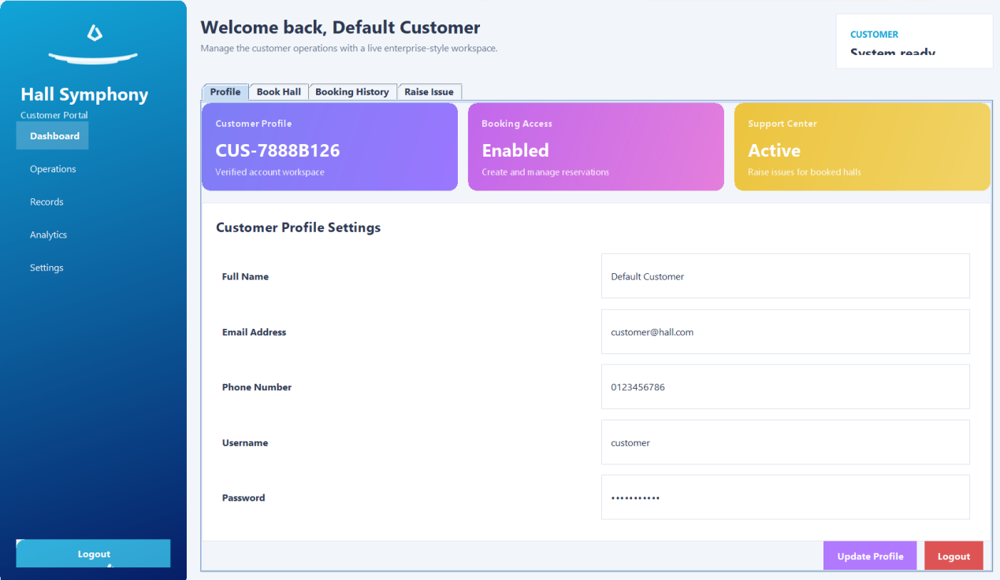 Hall Symphony
Customer Portal
Dashboard
Operations
Records
Analytics
Settings
Logout
Welcome back, Default Customer
Manage the customer operations with a live enterprise-style workspace.
CUSTOMER
System ready
Profile
Book Hall
Booking History
Raise Issue
Customer Profile
CUS-7888B126
Verified account workspace
Booking Access
Enabled
Create and manage reservations
Support Center
Active
Raise issues for booked halls
Customer Profile Settings
Full Name
Default Customer
Email Address
customer@hall.com
Phone Number
0123456786
Username
customer
Password
•••••••••••
Update Profile
Logout